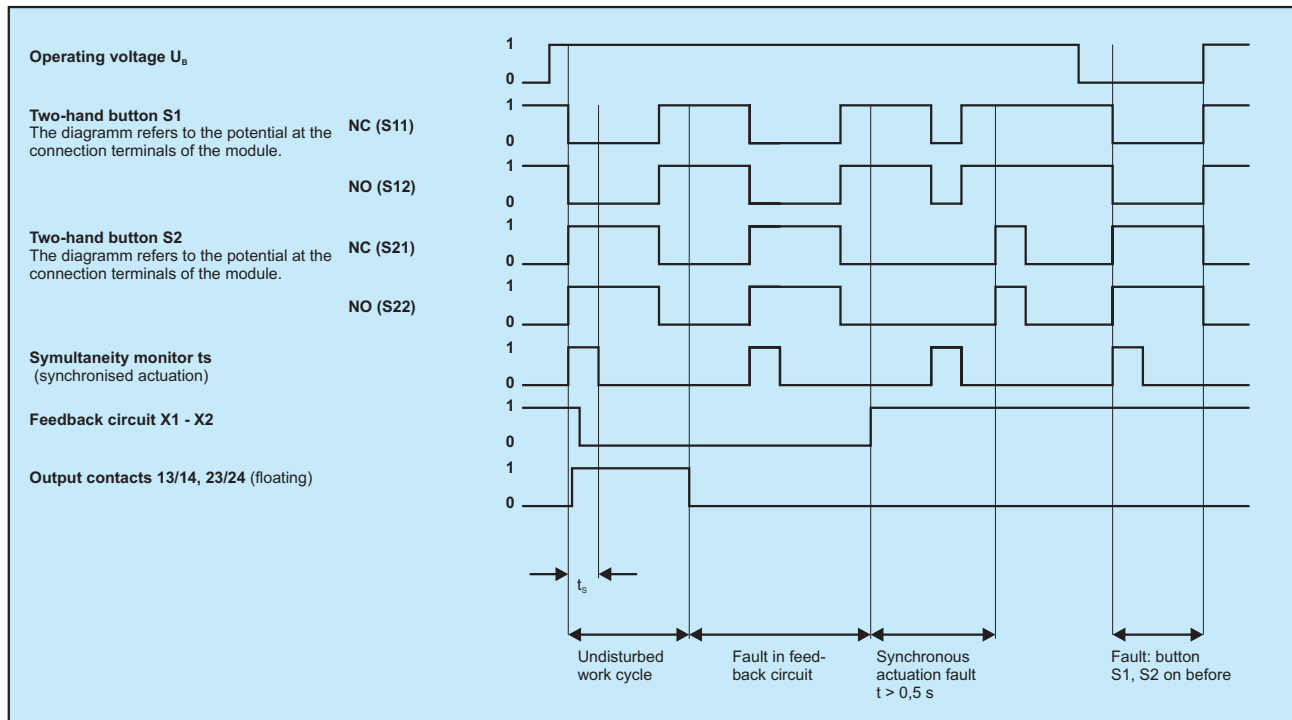 Operating voltage U_B
1
0
Two-hand button S1
The diagramm refers to the potential at the
connection terminals of the module.
NC (S11)
1
0
NO (S12)
1
0
Two-hand button S2
The diagramm refers to the potential at the
connection terminals of the module.
NC (S21)
1
0
NO (S22)
1
0
Symultaneity monitor ts
(synchronised actuation)
1
0
Feedback circuit X1 - X2
1
0
Output contacts 13/14, 23/24 (floating)
1
0
t_S
Undisturbed
work cycle
Fault in feed-
back circuit
Synchronous
actuation fault
t > 0,5 s
Fault: button
S1, S2 on before